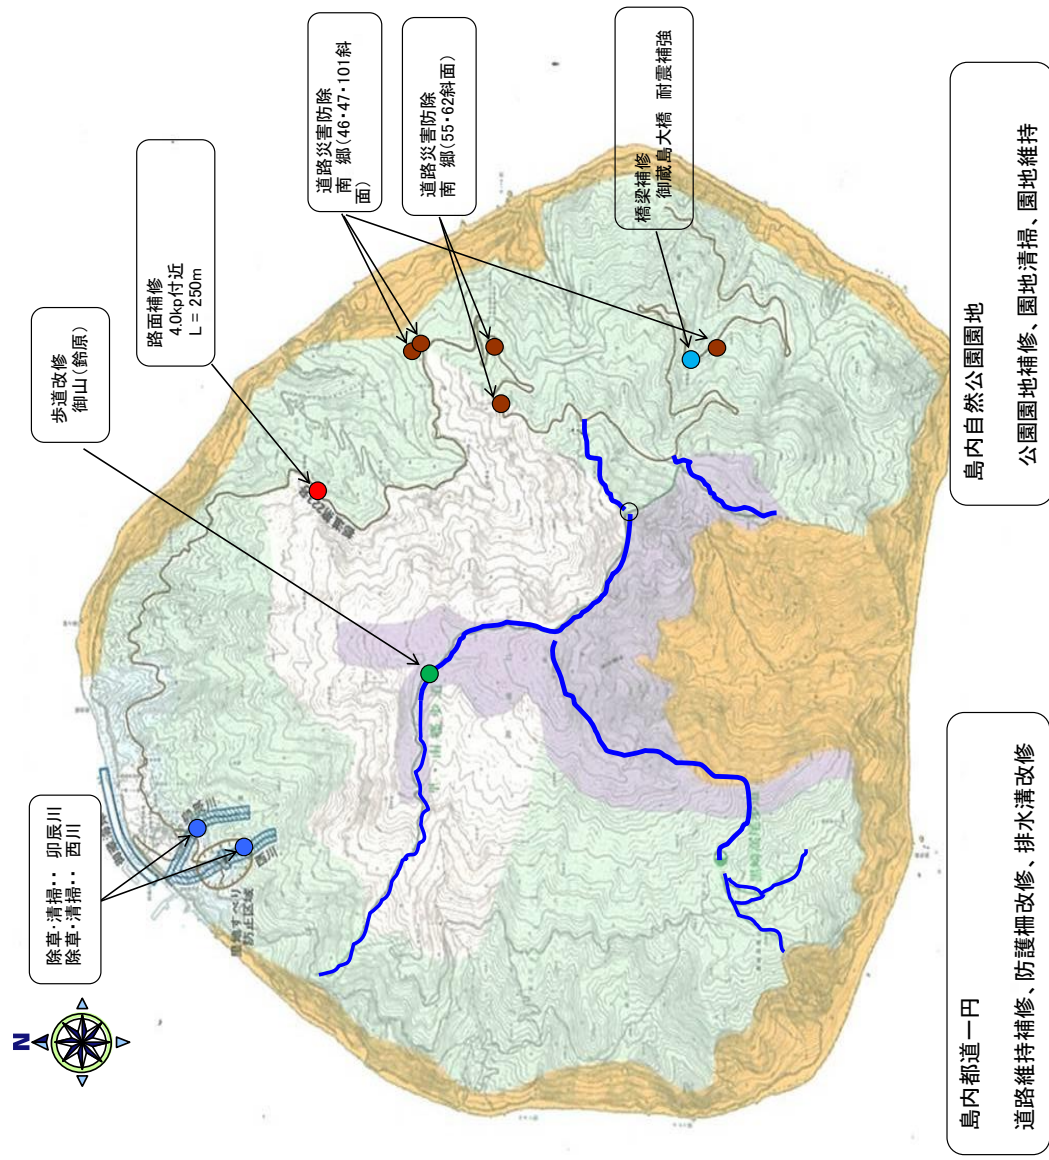 N
除草・清掃・・ 卯辰川
除草・清掃・・ 西川
歩道改修
御山(鈴原)
路面補修
4.0kp付近
L = 250m
道路災害防除
南 郷(46・47・101斜
面)
道路災害防除
南 郷(55・62斜面)
橋梁補修
御蔵島大橋 耐震補強
西川
島内都道一円
道路維持補修、防護柵改修、排水溝改修
島内自然公園園地
公園園地補修、園地清掃、園地維持